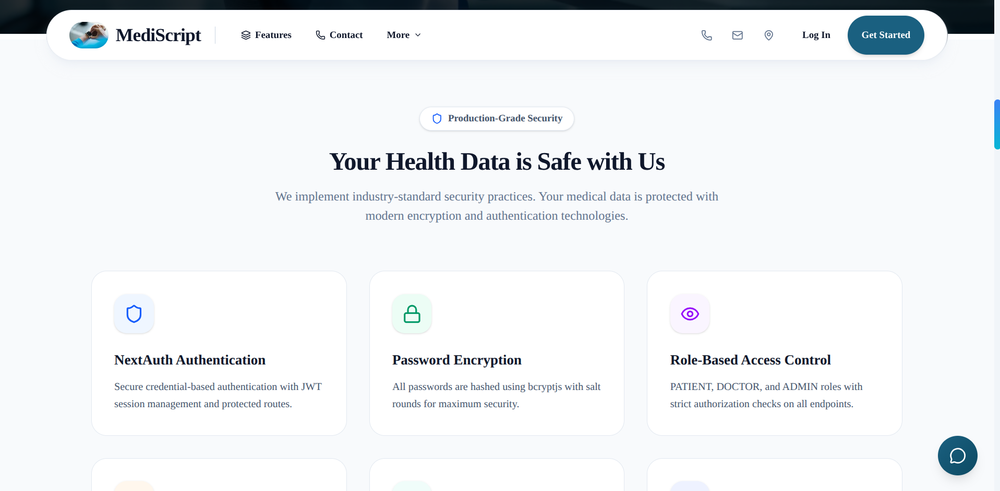 MediScript
Features
Contact
More
Log In
Get Started
Production-Grade Security
Your Health Data is Safe with Us
We implement industry-standard security practices. Your medical data is protected with
modern encryption and authentication technologies.
NextAuth Authentication
Secure credential-based authentication with JWT
session management and protected routes.
Password Encryption
All passwords are hashed using bcryptjs with salt
rounds for maximum security.
Role-Based Access Control
PATIENT, DOCTOR, and ADMIN roles with
strict authorization checks on all endpoints.